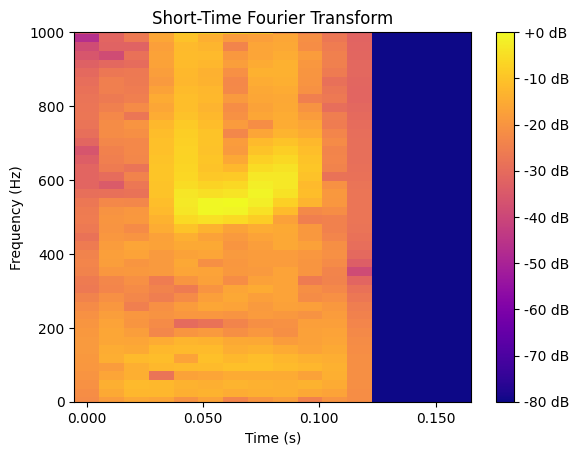 Short-Time Fourier Transform
1000
800
600
400
200
0
Frequency (Hz)
0.000
0.050
0.100
0.150
Time (s)
+0 dB
-10 dB
-20 dB
-30 dB
-40 dB
-50 dB
-60 dB
-70 dB
-80 dB